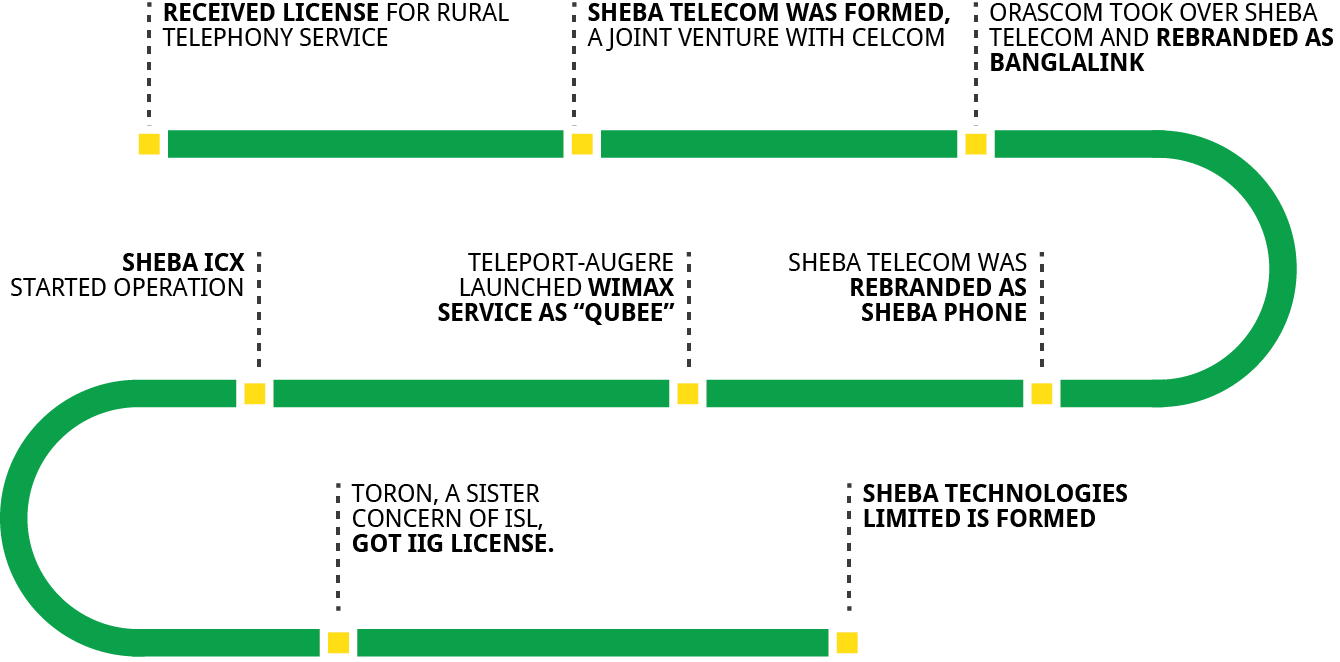 RECEIVED LICENSE FOR RURAL
TELEPHONY SERVICE
SHEBA TELECOM WAS FORMED,
A JOINT VENTURE WITH CELCOM
ORASCOM TOOK OVER SHEBA
TELECOM AND REBRANDED AS
BANGLALINK
SHEBA ICX
STARTED OPERATION
TELEPORT-AUGERE
LAUNCHED WIMAX
SERVICE AS “QUBEE”
SHEBA TELECOM WAS
REBRANDED AS
SHEBA PHONE
TORON, A SISTER
CONCERN OF ISL,
GOT IIG LICENSE.
SHEBA TECHNOLOGIES
LIMITED IS FORMED